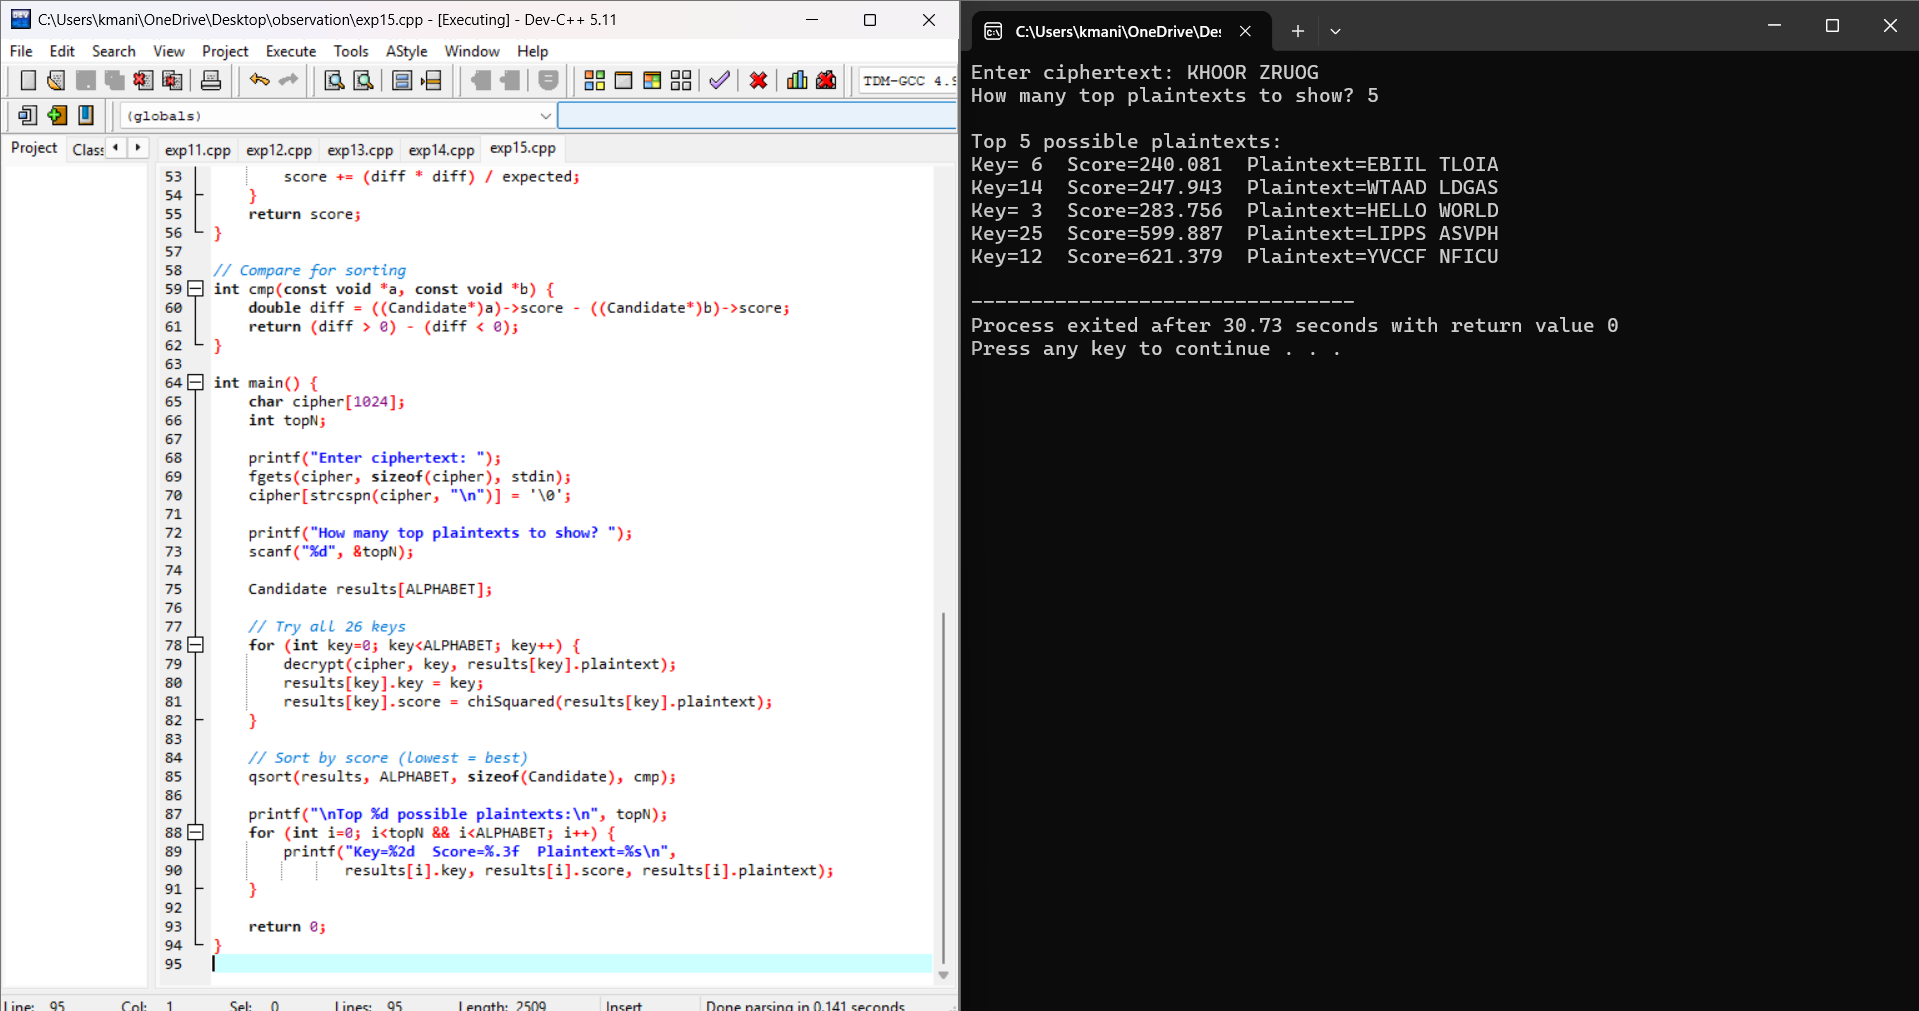 C:\Users\kmani\OneDrive\Desktop\observation\exp15.cpp - [Executing] - Dev-C++ 5.11
File Edit Search View Project Execute Tools AStyle Window Help
TDM-GCC 4.9
(globals)
Project Class exp11.cpp exp12.cpp exp13.cpp exp14.cpp exp15.cpp
53 score += (diff * diff) / expected;
54 }
55 return score;
56 }
57
58 // Compare for sorting
59 int cmp(const void *a, const void *b) {
60 double diff = ((Candidate*)a)->score - ((Candidate*)b)->score;
61 return (diff > 0) - (diff < 0);
62 }
63
64 int main() {
65 char cipher[1024];
66 int topN;
67
68 printf("Enter ciphertext: ");
69 fgets(cipher, sizeof(cipher), stdin);
70 cipher[strcspn(cipher, "\n")] = '\0';
71
72 printf("How many top plaintexts to show? ");
73 scanf("%d", &topN);
74
75 Candidate results[ALPHABET];
76
77 // Try all 26 keys
78 for (int key=0; key<ALPHABET; key++) {
79 decrypt(cipher, key, results[key].plaintext);
80 results[key].key = key;
81 results[key].score = chiSquared(results[key].plaintext);
82 }
83
84 // Sort by score (lowest = best)
85 qsort(results, ALPHABET, sizeof(Candidate), cmp);
86
87 printf("\nTop %d possible plaintexts:\n", topN);
88 for (int i=0; i<topN && i<ALPHABET; i++) {
89 printf("Key=%2d  Score=%.3f  Plaintext=%s\n",
90 results[i].key, results[i].score, results[i].plaintext);
91 }
92
93 return 0;
94 }
95
Line: 95 Col: 1 Sel: 0 Lines: 95 Length: 2509 Insert Done parsing in 0.141 seconds
C:\Users\kmani\OneDrive\Des
Enter ciphertext: KHOOR ZRUOG
How many top plaintexts to show? 5
Top 5 possible plaintexts:
Key= 6  Score=240.081  Plaintext=EBIIL TLOIA
Key=14  Score=247.943  Plaintext=WTAAD LDGAS
Key= 3  Score=283.756  Plaintext=HELLO WORLD
Key=25  Score=599.887  Plaintext=LIPPS ASVPH
Key=12  Score=621.379  Plaintext=YVCCF NFICU
--------------------------------
Process exited after 30.73 seconds with return value 0
Press any key to continue . . .